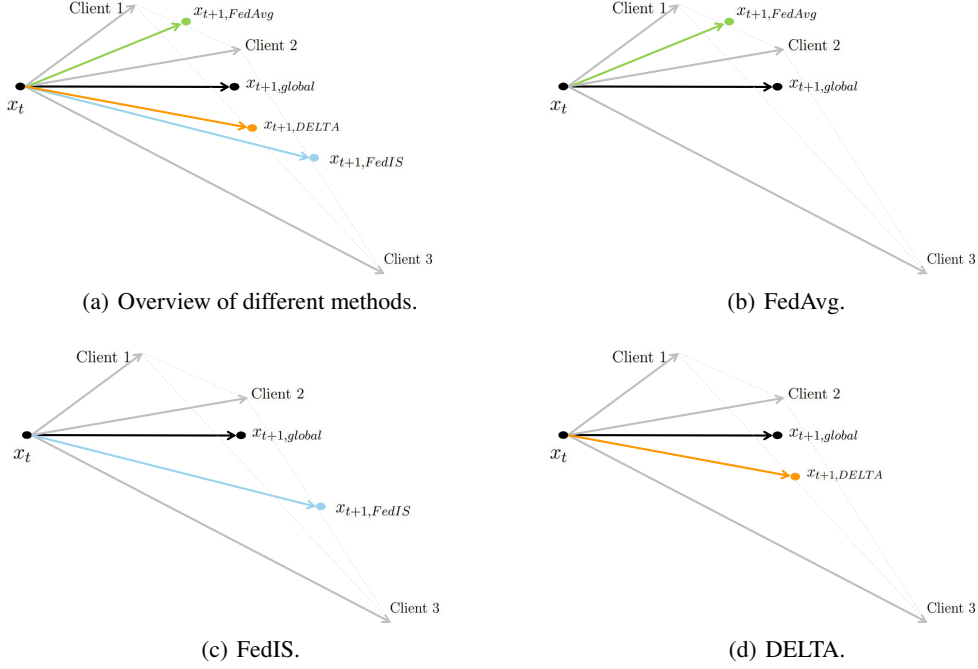 Client 1
x_{t+1,FedAvg}
Client 2
x_{t+1,global}
x_t
x_{t+1,DELTA}
x_{t+1,FedIS}
Client 3
(a) Overview of different methods.
Client 1
x_{t+1,FedAvg}
Client 2
x_{t+1,global}
x_t
Client 3
(b) FedAvg.
Client 1
Client 2
x_{t+1,global}
x_t
x_{t+1,FedIS}
Client 3
(c) FedIS.
Client 1
Client 2
x_{t+1,global}
x_t
x_{t+1,DELTA}
Client 3
(d) DELTA.